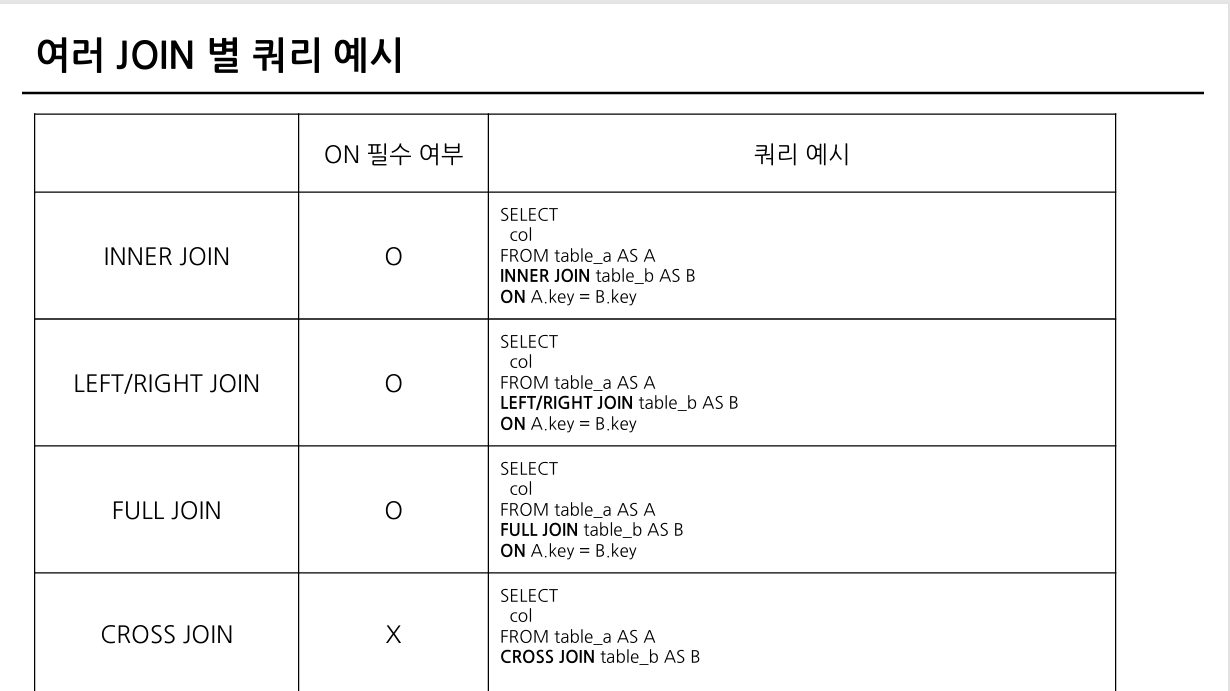 여러 JOIN 별 쿼리 예시
ON 필수 여부
쿼리 예시
INNER JOIN
O
SELECT
  col
FROM table_a AS A
INNER JOIN table_b AS B
ON A.key = B.key
LEFT/RIGHT JOIN
O
SELECT
  col
FROM table_a AS A
LEFT/RIGHT JOIN table_b AS B
ON A.key = B.key
FULL JOIN
O
SELECT
  col
FROM table_a AS A
FULL JOIN table_b AS B
ON A.key = B.key
CROSS JOIN
X
SELECT
  col
FROM table_a AS A
CROSS JOIN table_b AS B